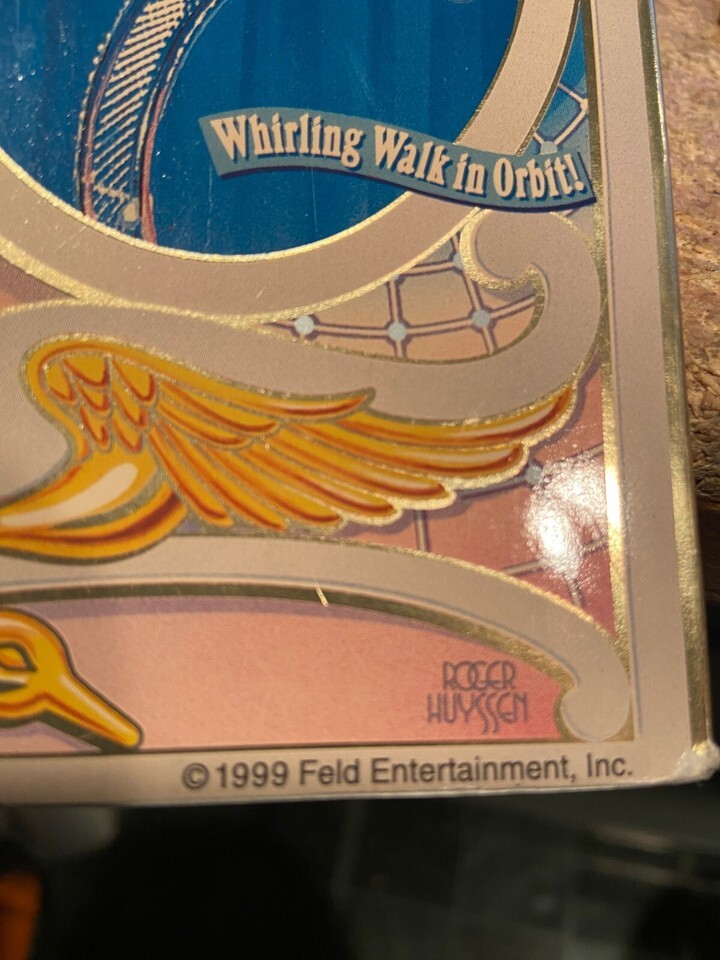 Whirling Walk in Orbit!
ROGER
HUYSSEN
©1999 Feld Entertainment, Inc.